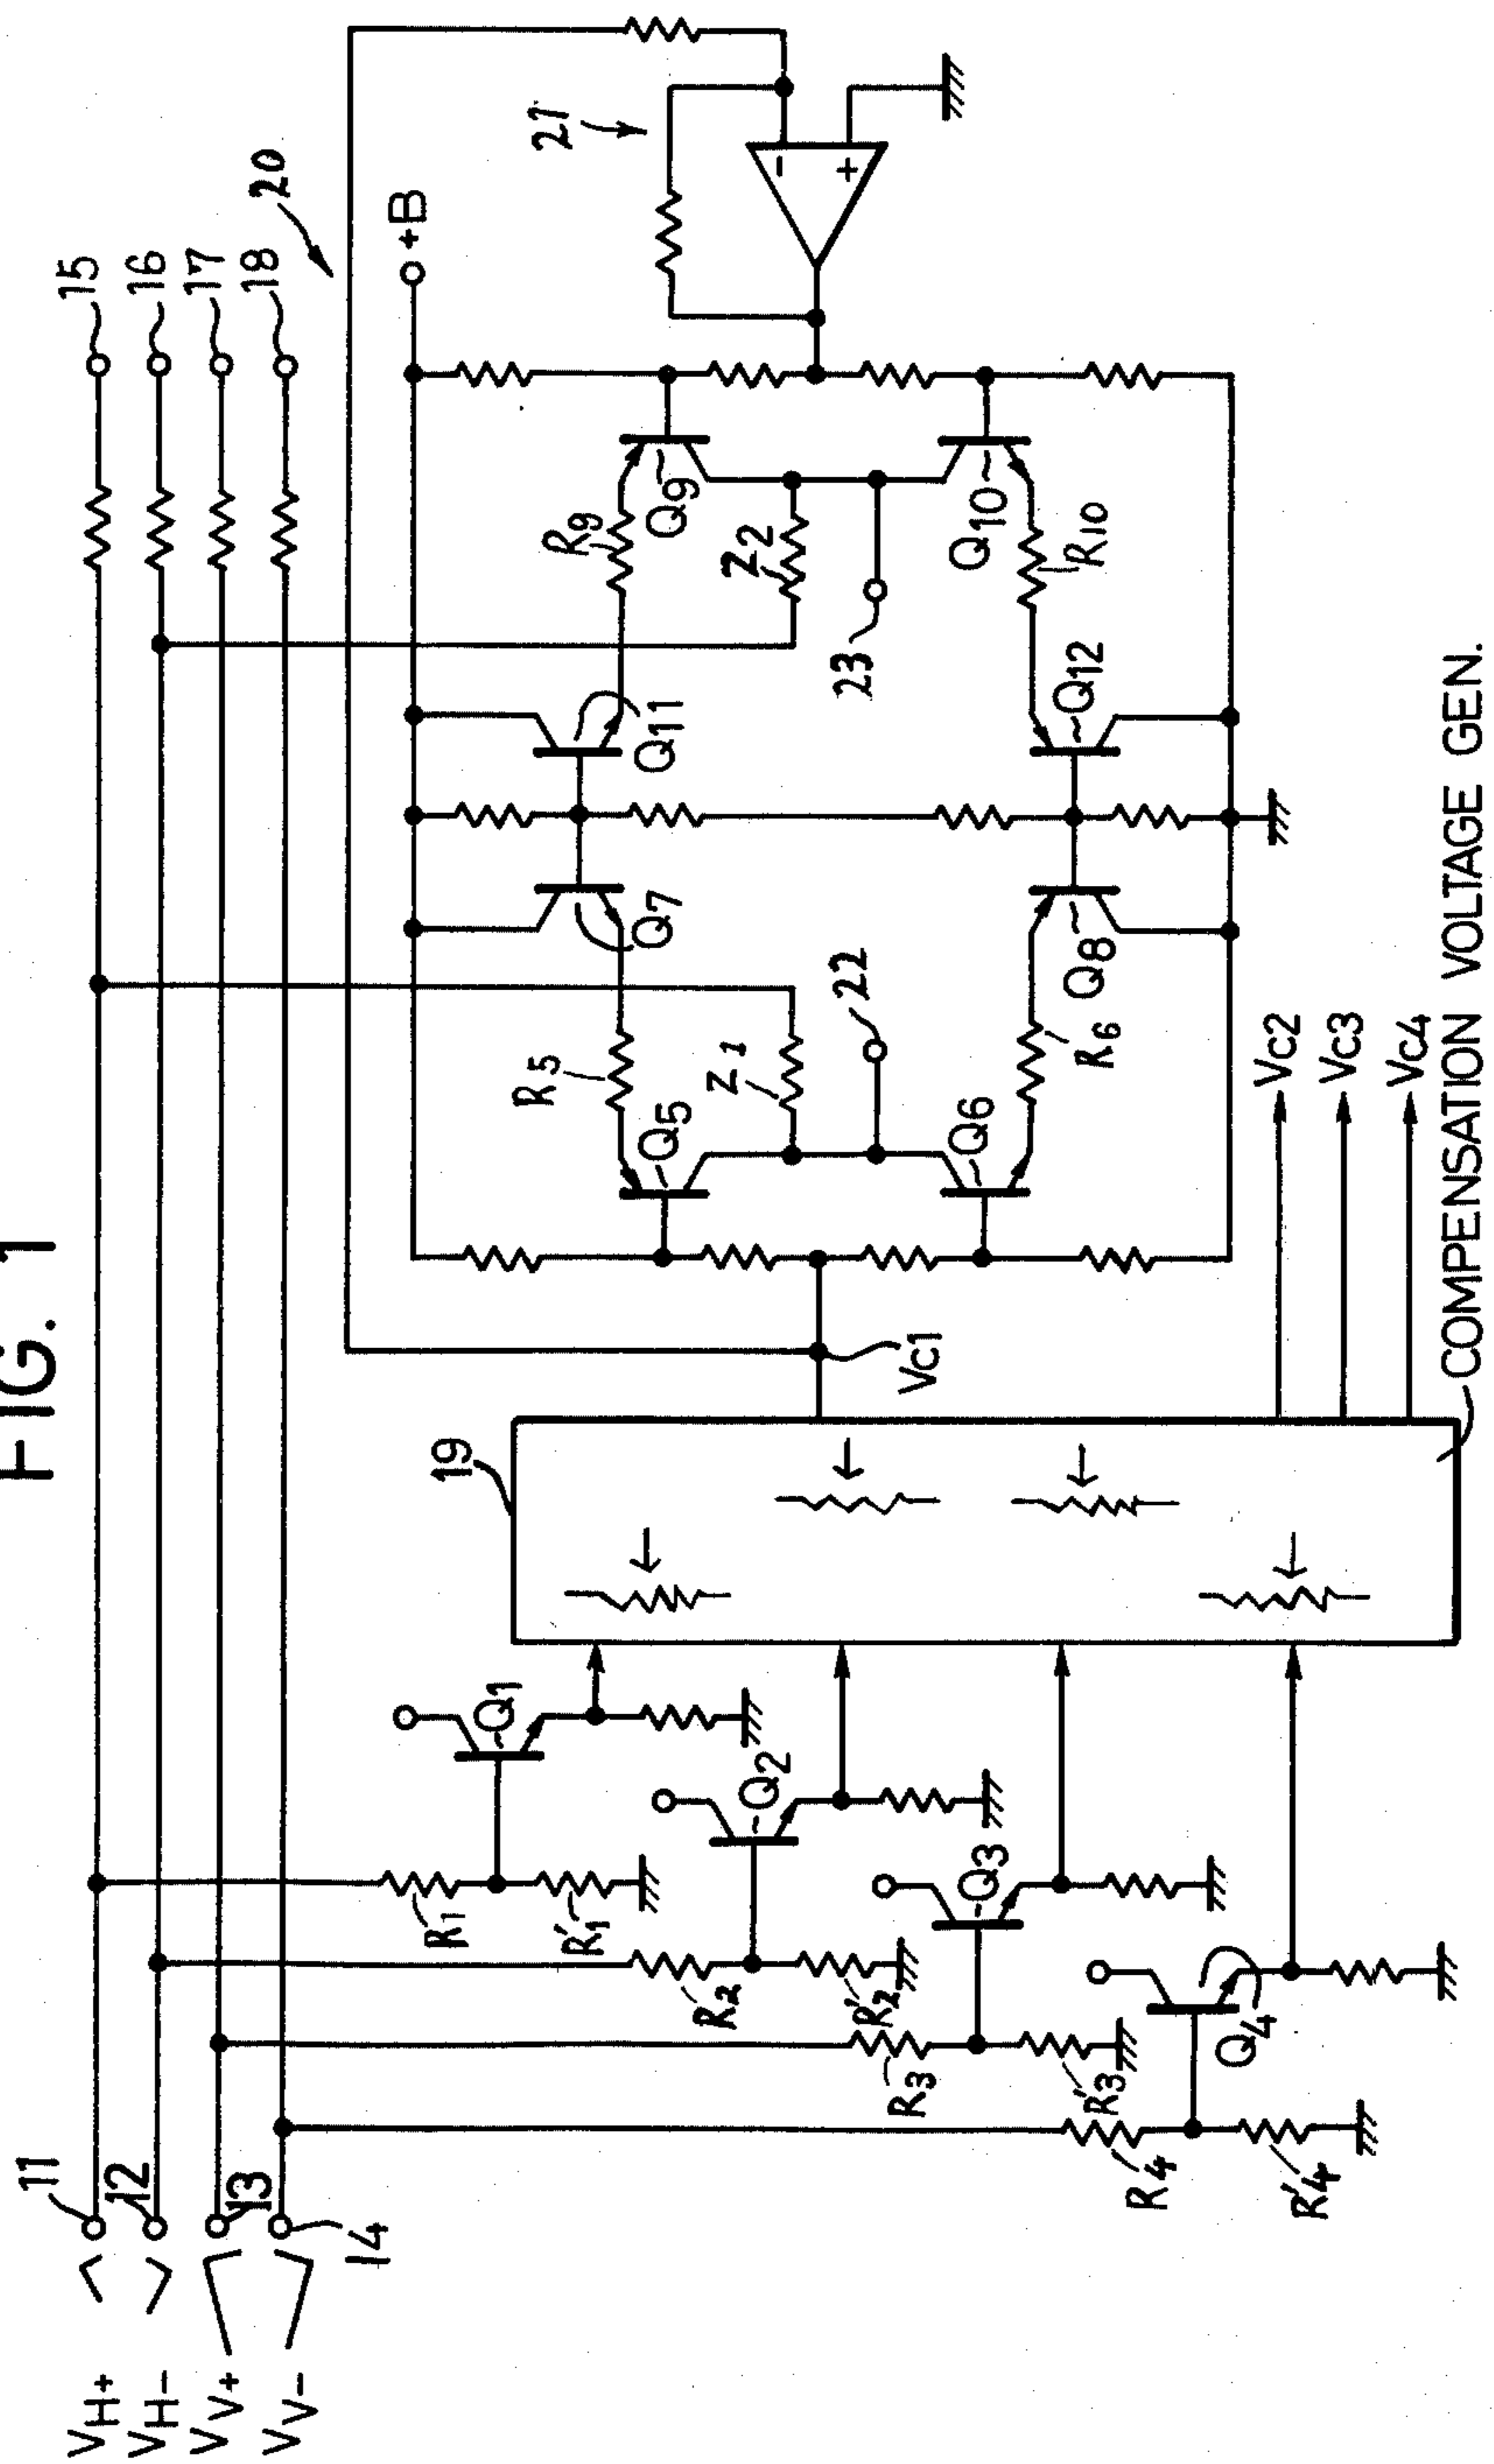 FIG. 1
VH+
VH-
VV+
VV-
11
12
13
14
15
16
17
18
R1
R'1
Q1
R2
R'2
Q2
R3
R'3
Q3
R4
R'4
Q4
19
COMPENSATION VOLTAGE GEN.
Vc1
Vc2
Vc3
Vc4
20
+B
Q5
R5
Q7
Q11
R9
Q9
Z1
Z2
22
23
Q6
R6
Q8
Q12
R10
Q10
21
-
+